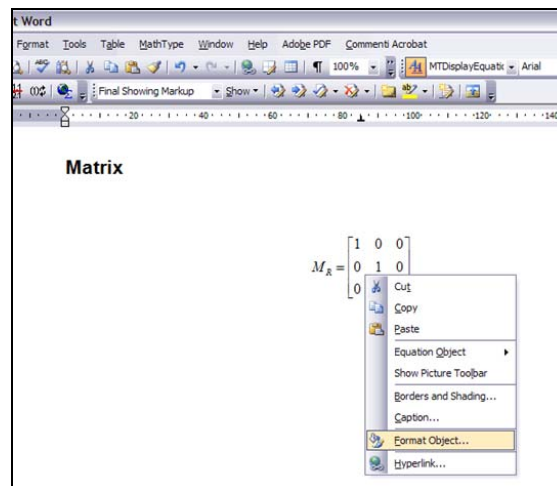 t Word
Format Tools Table MathType Window Help Adobe PDF Commenti Acrobat
100% MTDisplayEquatic Arial
Final Showing Markup Show
20 40 60 80 100 120 140
Matrix
1 0 0
M_R = 0 1 0
0
Cut
Copy
Paste
Equation Object
Show Picture Toolbar
Borders and Shading...
Caption...
Format Object...
Hyperlink...